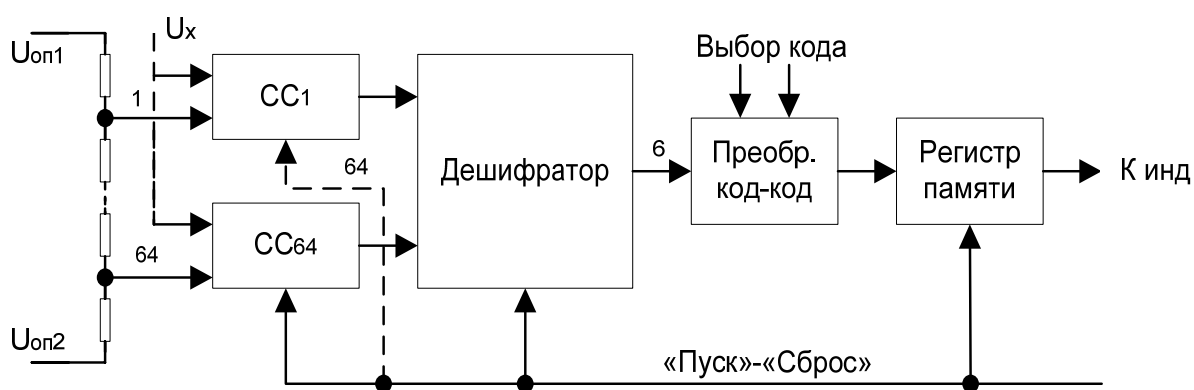 Uоп1
Uх
1
СС1
64
СС64
64
Uоп2
Дешифратор
6
Выбор кода
Преобр.
код-код
Регистр
памяти
К инд
«Пуск»-«Сброс»